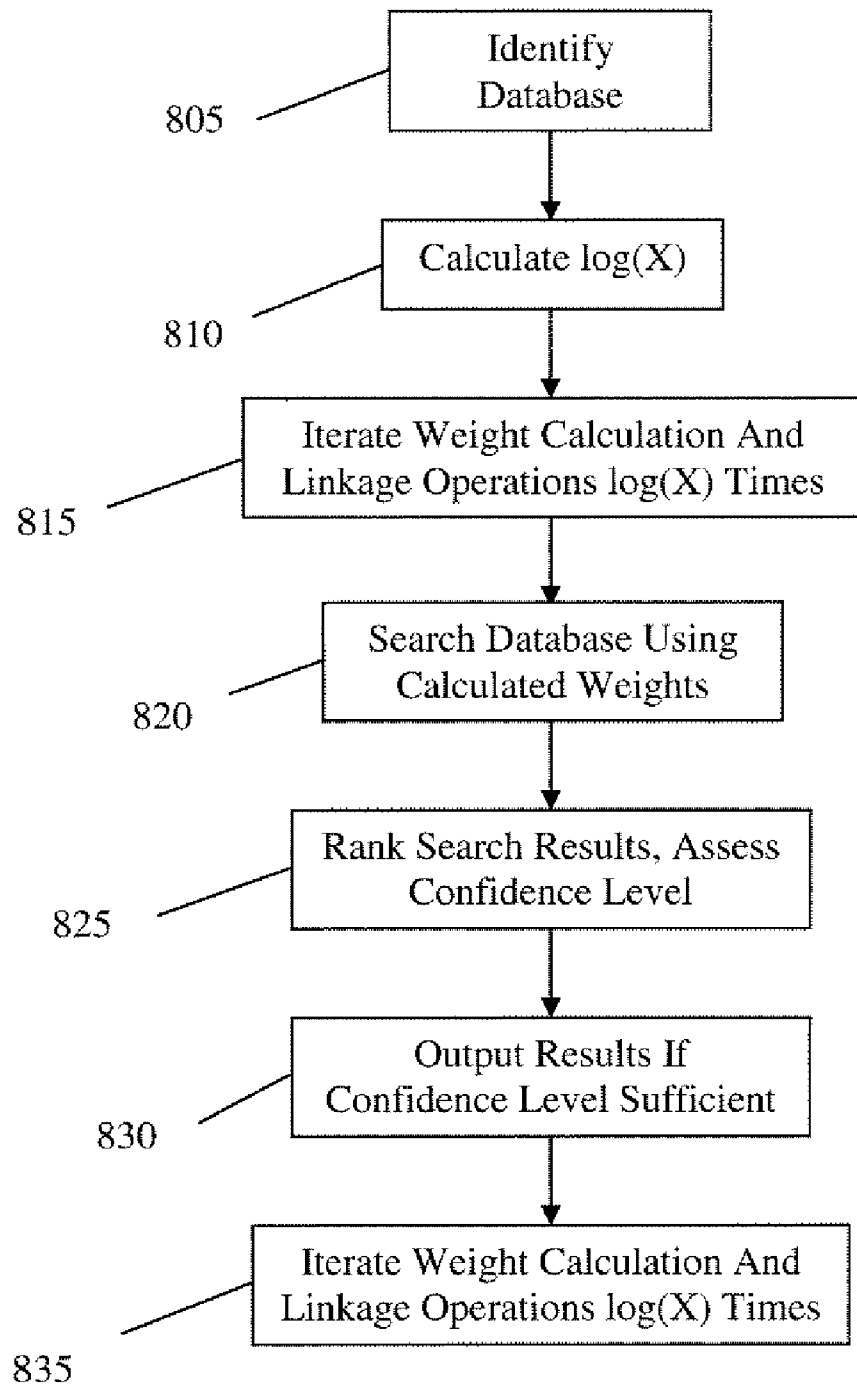 Identify
Database
805
Calculate log(X)
810
Iterate Weight Calculation And
Linkage Operations log(X) Times
815
Search Database Using
Calculated Weights
820
Rank Search Results, Assess
Confidence Level
825
Output Results If
Confidence Level Sufficient
830
Iterate Weight Calculation And
Linkage Operations log(X) Times
835